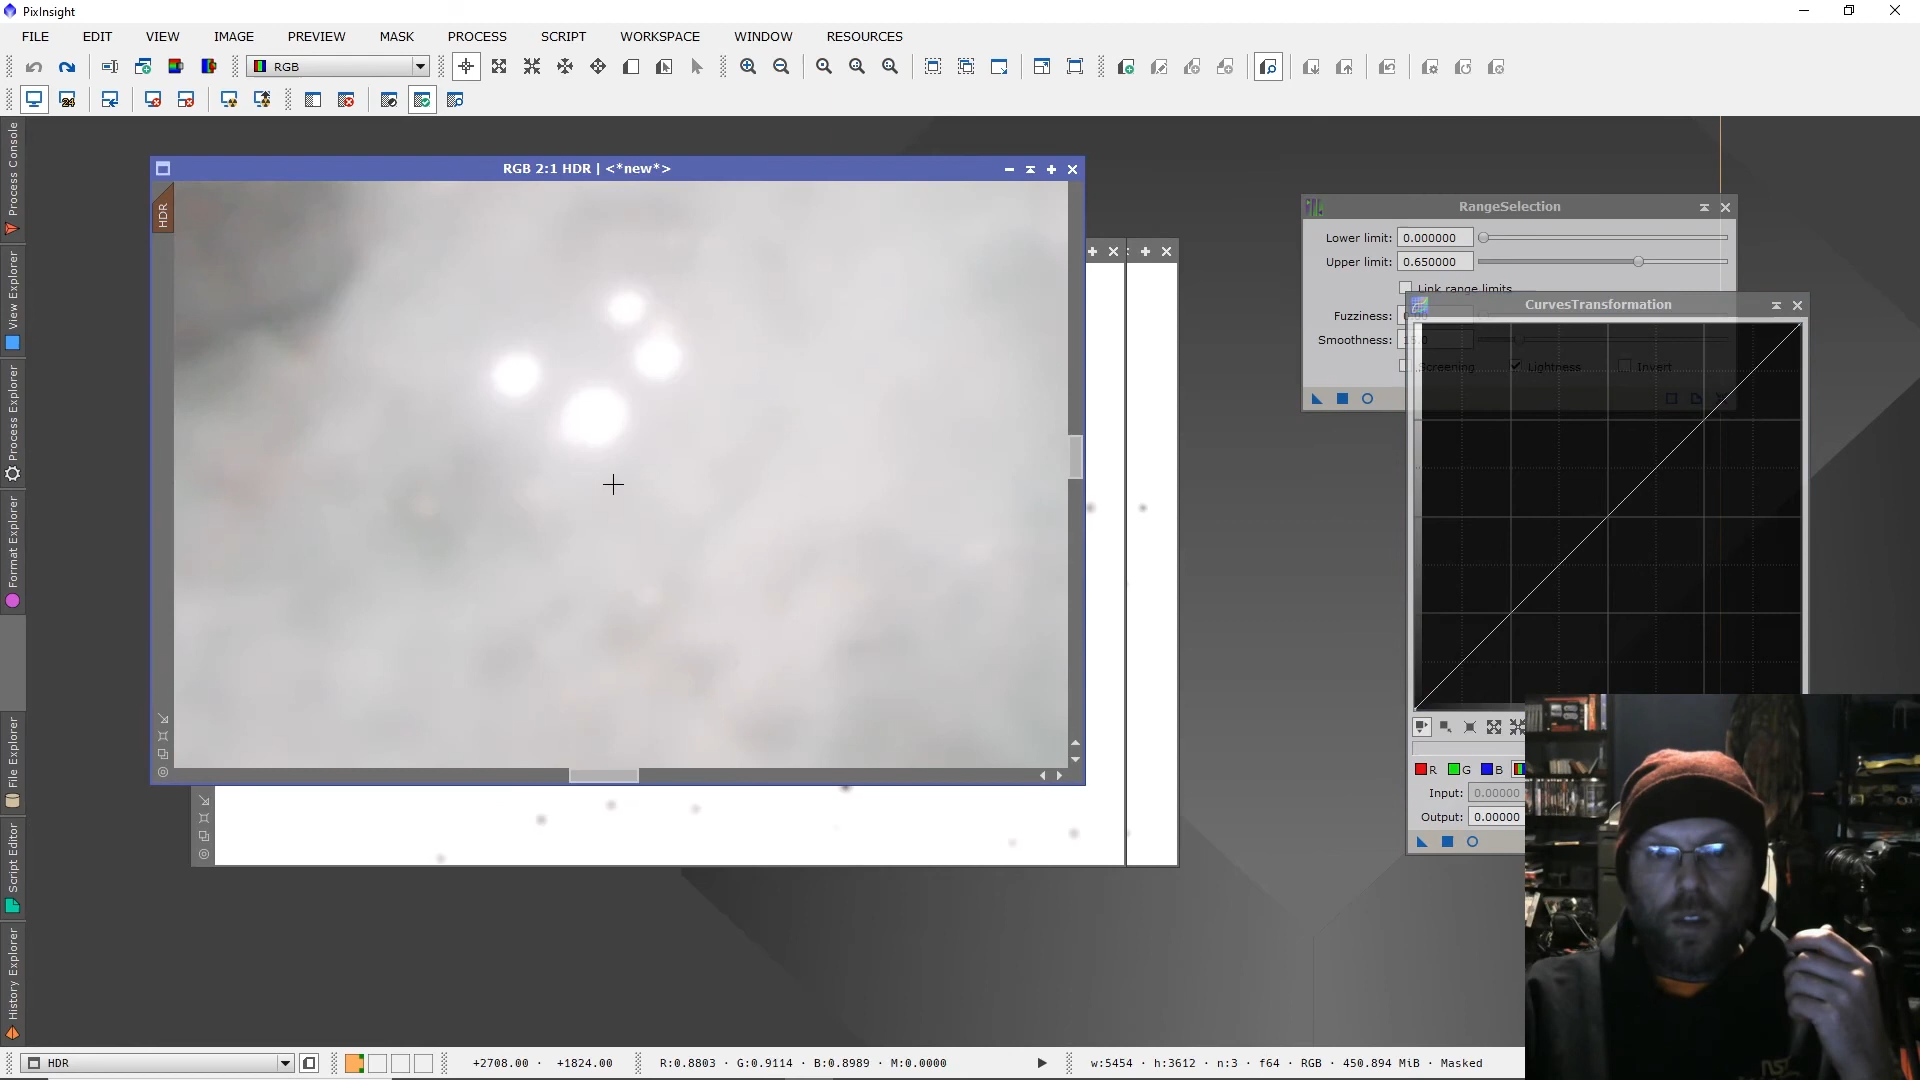 PixInsight
FILE EDIT VIEW IMAGE PREVIEW MASK PROCESS SCRIPT WORKSPACE WINDOW RESOURCES
RGB
24
Process Console
View Explorer
Process Explorer
Format Explorer
File Explorer
Script Editor
History Explorer
RGB 2:1 HDR | <*new*>
HDR
RangeSelection
Lower limit: 0.000000
Upper limit: 0.650000
Link range limits
Fuzziness:
Smoothness:
Screening Lightness Invert
CurvesTransformation
R G B
Input: 0.00000
Output: 0.00000
HDR
+2708.00 · +1824.00
R:0.8803 · G:0.9114 · B:0.8989 · M:0.0000
w:5454 · h:3612 · n:3 · f64 · RGB · 450.894 MiB · Masked